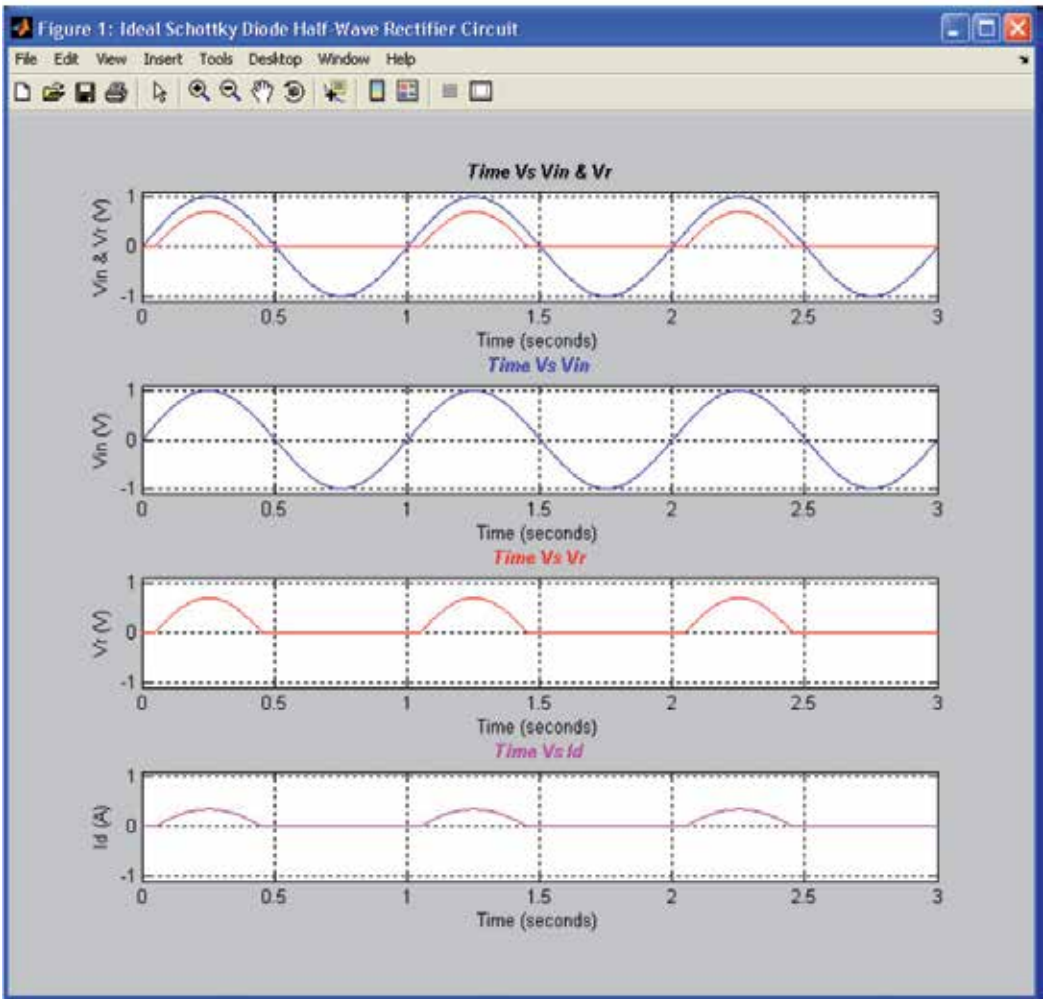 Figure 1: Ideal Schottky Diode Half-Wave Rectifier Circuit
File Edit View Insert Tools Desktop Window Help
Time Vs Vin & Vr
Vin & Vr (V)
1
0
-1
0 0.5 1 1.5 2 2.5 3
Time (seconds)
Time Vs Vin
Vin (V)
1
0
-1
0 0.5 1 1.5 2 2.5 3
Time (seconds)
Time Vs Vr
Vr (V)
1
0
-1
0 0.5 1 1.5 2 2.5 3
Time (seconds)
Time Vs Id
Id (A)
1
0
-1
0 0.5 1 1.5 2 2.5 3
Time (seconds)